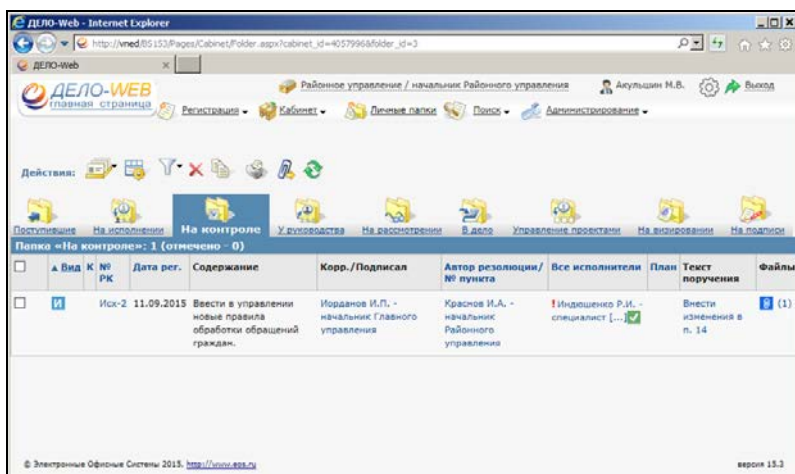 ДЕЛО-Web - Internet Explorer
http://vned/BS153/Pages/Cabinet/Folder.aspx?cabinet_id=4057996&folder_id=3
ДЕЛО-Web
ДЕЛО-WEB
главная страница
Районное управление / начальник Районного управления
Акульшин М.В.
Выход
Регистрация
Кабинет
Личные папки
Поиск
Администрирование
Действия:
Поступившие
На исполнении
На контроле
У руководства
На рассмотрении
В дело
Управление проектами
На визировании
На подписи
Папка «На контроле»: 1 (отмечено - 0)
Вид К № РК Дата рег. Содержание Корр./Подписал Автор резолюции/ № пункта Все исполнители План Текст поручения Файлы
И Исх-2 11.09.2015 Ввести в управлении Иорданов И.П. - Краснов И.А. - !Индюшенко Р.И. - Внести (1)
новые правила начальник Главного начальник специалист [...] изменения в
обработки обращений управления Районного п. 14
граждан. управления
© Электронные Офисные Системы 2015. http://www.eos.ru
версия 15.3